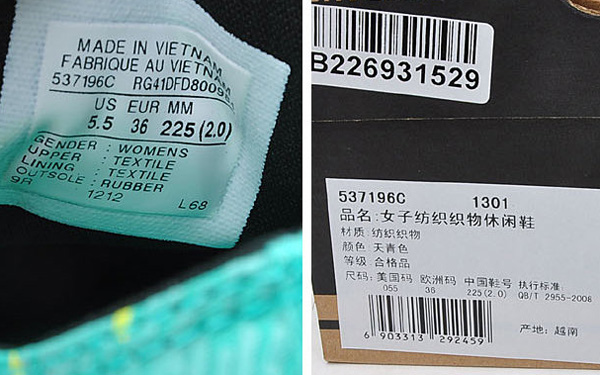 MADE IN VIETNAM
FABRIQUE AU VIETNAM
537196C RG41DFD8009
US EUR MM
5.5 36 225(2.0)
GENDER : WOMENS
UPPER : TEXTILE
LINING : TEXTILE
OUTSOLE : RUBBER
9R 1212 L68
B226931529
537196C 1301
品名:女子纺织织物休闲鞋
材质:纺织织物
颜色 天青色
等级 合格品
尺码:美国码 欧洲码 中国鞋号 执行标准:
055 36 225(2.0) QB/T 2955-2008
6 903313 292459
产地:越南